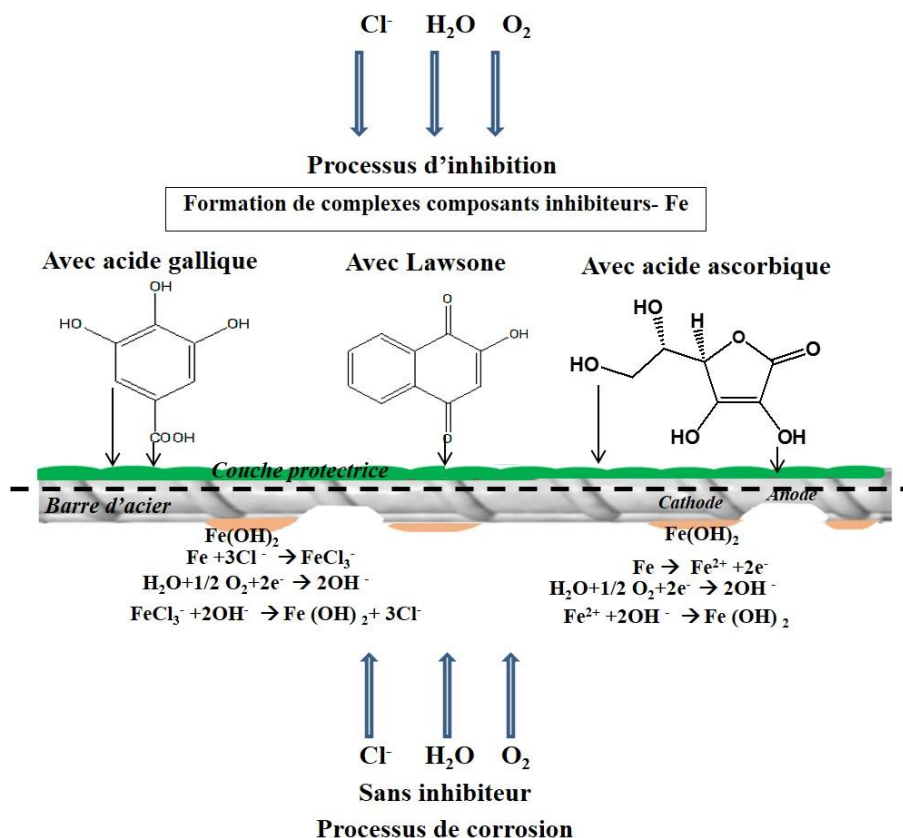 Cl⁻ H₂O O₂
Processus d'inhibition
Formation de complexes composants inhibiteurs- Fe
Avec acide gallique
Avec Lawsone
Avec acide ascorbique
OH
HO
OH
COOH
O
OH
O
HO
H
O
O
HO
HO
OH
Couche protectrice
Barre d'acier
Cathode
Anode
Fe(OH)₂
Fe +3Cl ⁻ → FeCl₃⁻
H₂O+1/2 O₂+2e⁻ → 2OH ⁻
FeCl₃⁻ +2OH⁻ → Fe (OH) ₂+ 3Cl⁻
Fe(OH)₂
Fe → Fe²⁺ +2e⁻
H₂O+1/2 O₂+2e⁻ → 2OH ⁻
Fe²⁺ +2OH ⁻ → Fe (OH) ₂
Cl⁻ H₂O O₂
Sans inhibiteur
Processus de corrosion